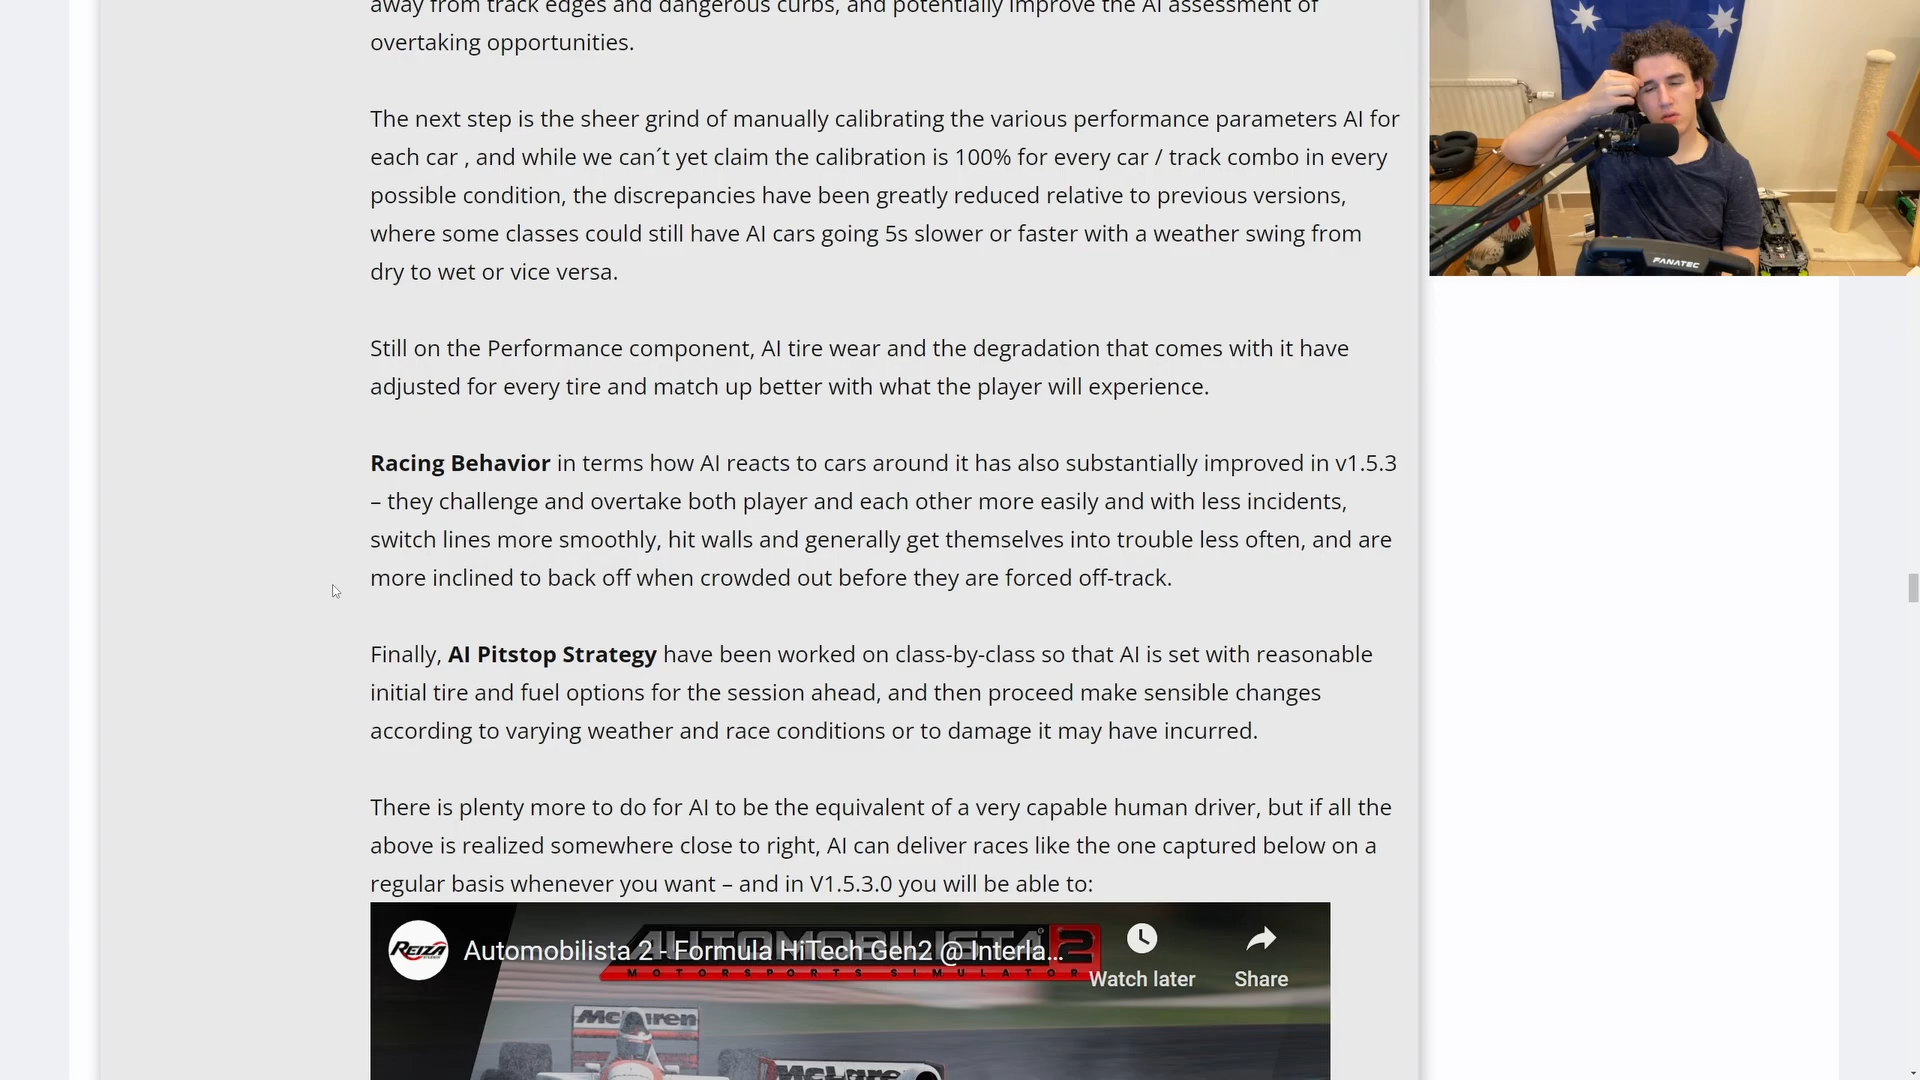 away from track edges and dangerous curbs, and potentially improve the AI assessment of
overtaking opportunities.
The next step is the sheer grind of manually calibrating the various performance parameters AI for
each car , and while we can´t yet claim the calibration is 100% for every car / track combo in every
possible condition, the discrepancies have been greatly reduced relative to previous versions,
where some classes could still have AI cars going 5s slower or faster with a weather swing from
dry to wet or vice versa.
Still on the Performance component, AI tire wear and the degradation that comes with it have
adjusted for every tire and match up better with what the player will experience.
Racing Behavior in terms how AI reacts to cars around it has also substantially improved in v1.5.3
– they challenge and overtake both player and each other more easily and with less incidents,
switch lines more smoothly, hit walls and generally get themselves into trouble less often, and are
more inclined to back off when crowded out before they are forced off-track.
Finally, AI Pitstop Strategy have been worked on class-by-class so that AI is set with reasonable
initial tire and fuel options for the session ahead, and then proceed make sensible changes
according to varying weather and race conditions or to damage it may have incurred.
There is plenty more to do for AI to be the equivalent of a very capable human driver, but if all the
above is realized somewhere close to right, AI can deliver races like the one captured below on a
regular basis whenever you want – and in V1.5.3.0 you will be able to:
REIZA
Automobilista 2 - Formula HiTech Gen2 @ Interla...
AUTOMOBILISTA 2
MOTORSPORTS SIMULATOR
Watch later
Share
McLaren
McLaren
FANATEC